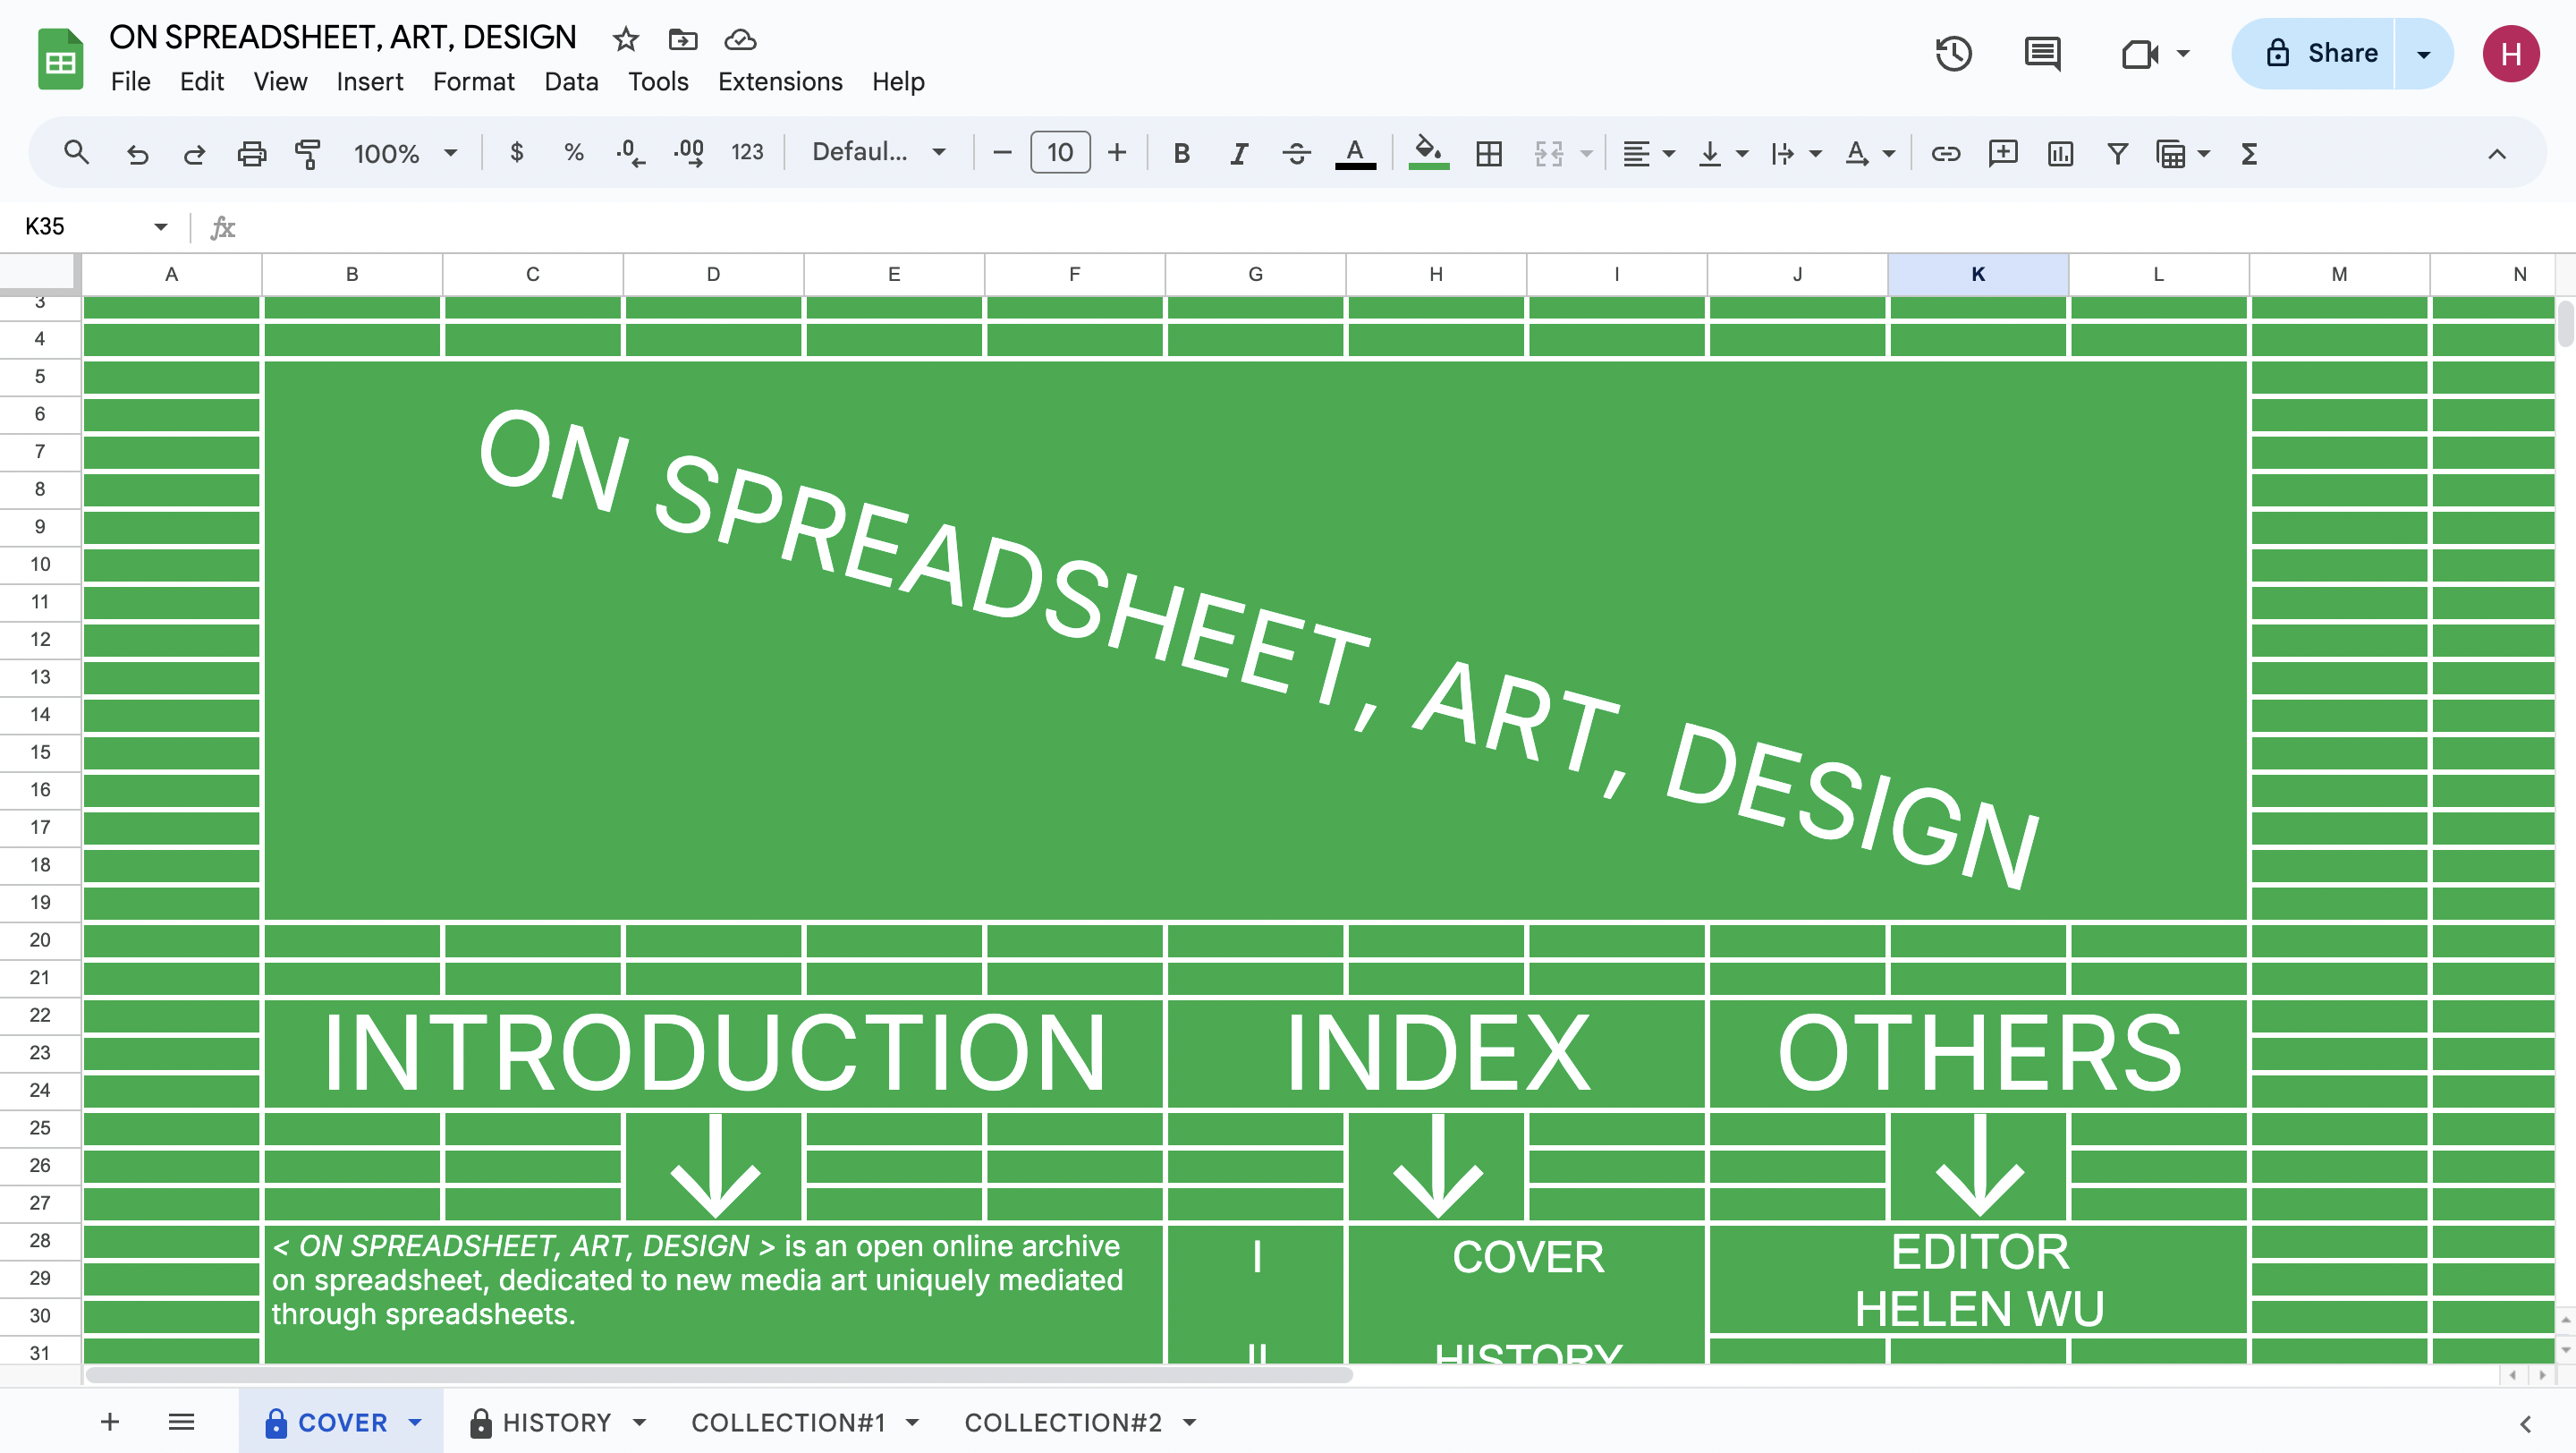 ON SPREADSHEET, ART, DESIGN
File Edit View Insert Format Data Tools Extensions Help
Share
H
100%
$ % .0 .00 123
Defaul...
10
B I S A
K35
fx
A B C D E F G H I J K L M N
3
4
5
6
7
8
9
10
11
12
13
14
15
16
17
18
19
20
21
22
23
24
25
26
27
28
29
30
31
ON SPREADSHEET, ART, DESIGN
INTRODUCTION
INDEX
OTHERS
< ON SPREADSHEET, ART, DESIGN > is an open online archive
on spreadsheet, dedicated to new media art uniquely mediated
through spreadsheets.
I COVER
II HISTORY
EDITOR
HELEN WU
COVER HISTORY COLLECTION#1 COLLECTION#2